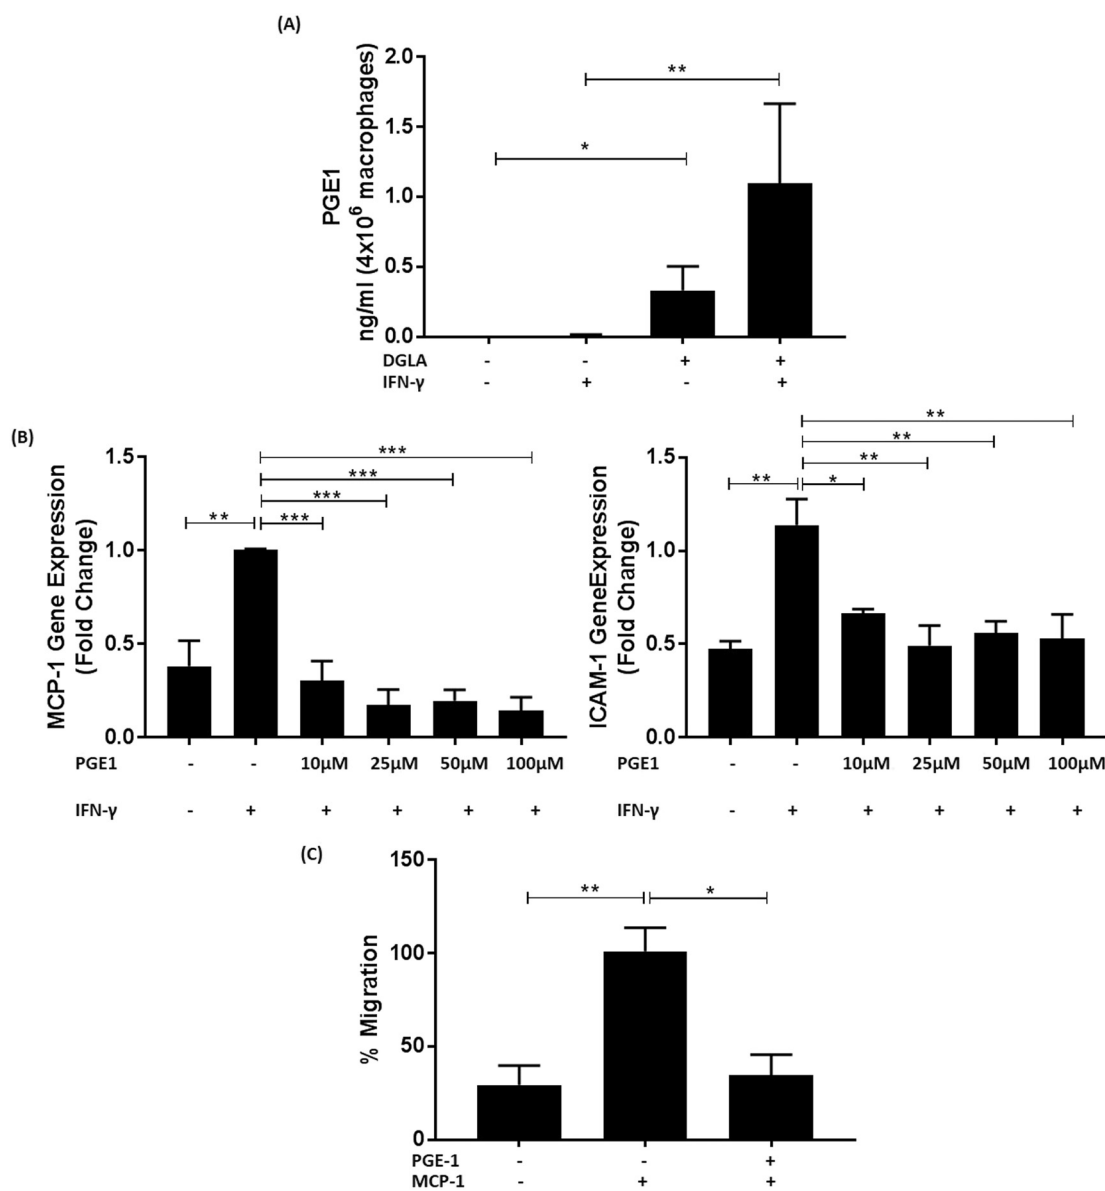 (A)
PGE1
ng/ml (4x10⁶ macrophages)
2.0
1.5
1.0
0.5
0.0
**
*
DGLA - - + +
IFN-γ - + - +
(B)
MCP-1 Gene Expression
(Fold Change)
1.5
1.0
0.5
0.0
***
***
***
** ***
PGE1 - - 10µM 25µM 50µM 100µM
IFN-γ - + + + + +
ICAM-1 GeneExpression
(Fold Change)
1.5
1.0
0.5
0.0
**
**
**
** *
PGE1 - - 10µM 25µM 50µM 100µM
IFN-γ - + + + + +
(C)
% Migration
150
100
50
0
** *
PGE-1 - - +
MCP-1 - + +